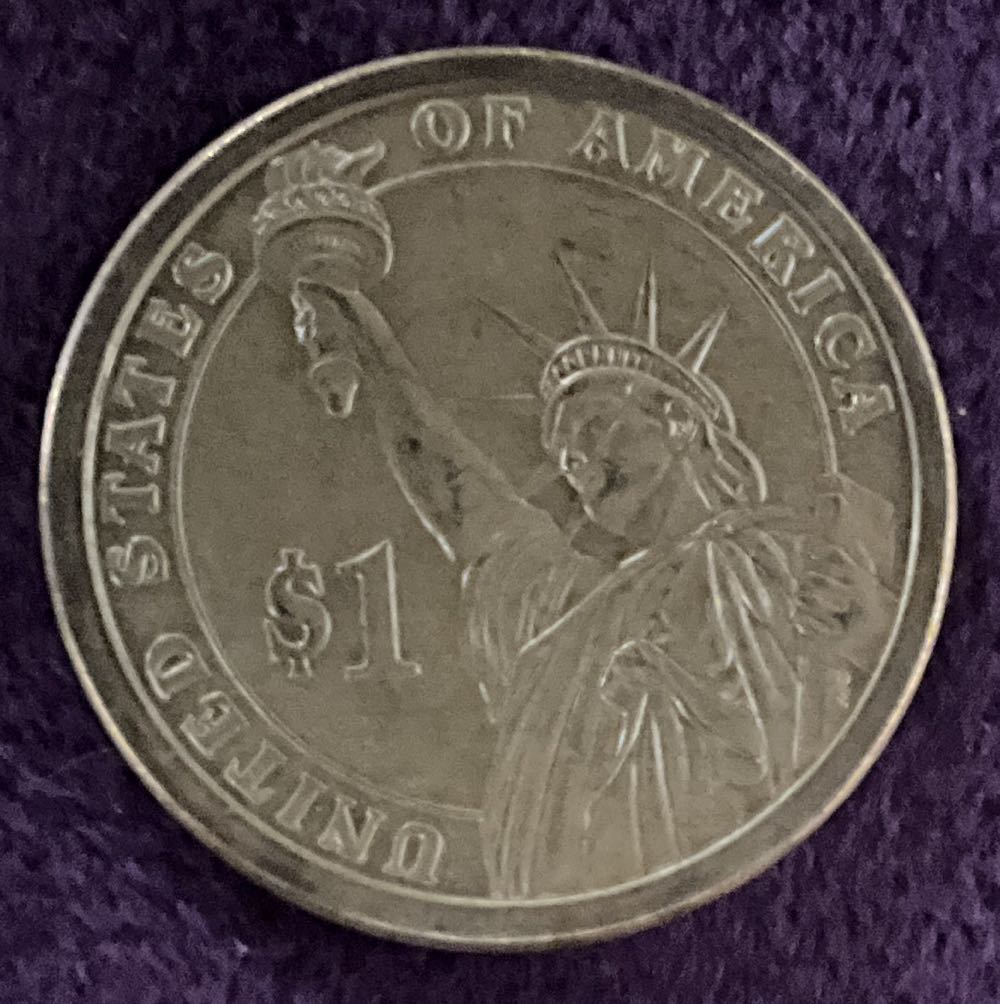 UNITED STATES OF AMERICA
$1